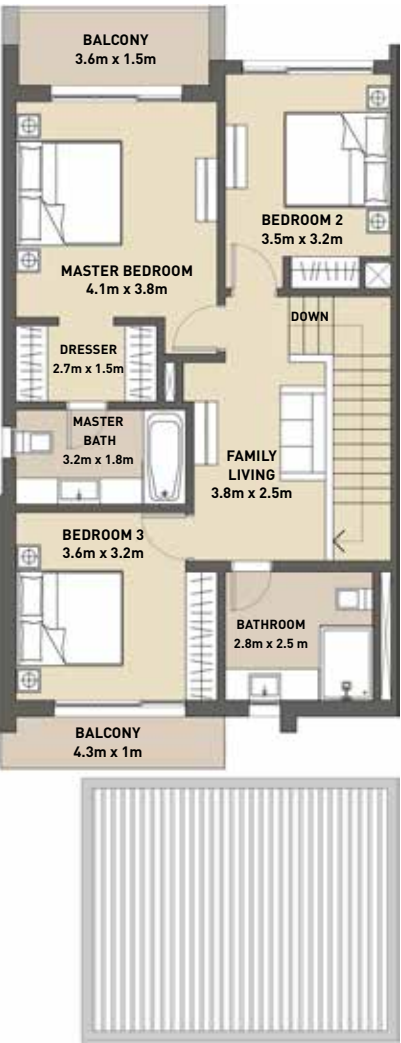 BALCONY
3.6m x 1.5m
BEDROOM 2
3.5m x 3.2m
MASTER BEDROOM
4.1m x 3.8m
DOWN
DRESSER
2.7m x 1.5m
MASTER
BATH
3.2m x 1.8m
FAMILY
LIVING
3.8m x 2.5m
BEDROOM 3
3.6m x 3.2m
BATHROOM
2.8m x 2.5 m
BALCONY
4.3m x 1m